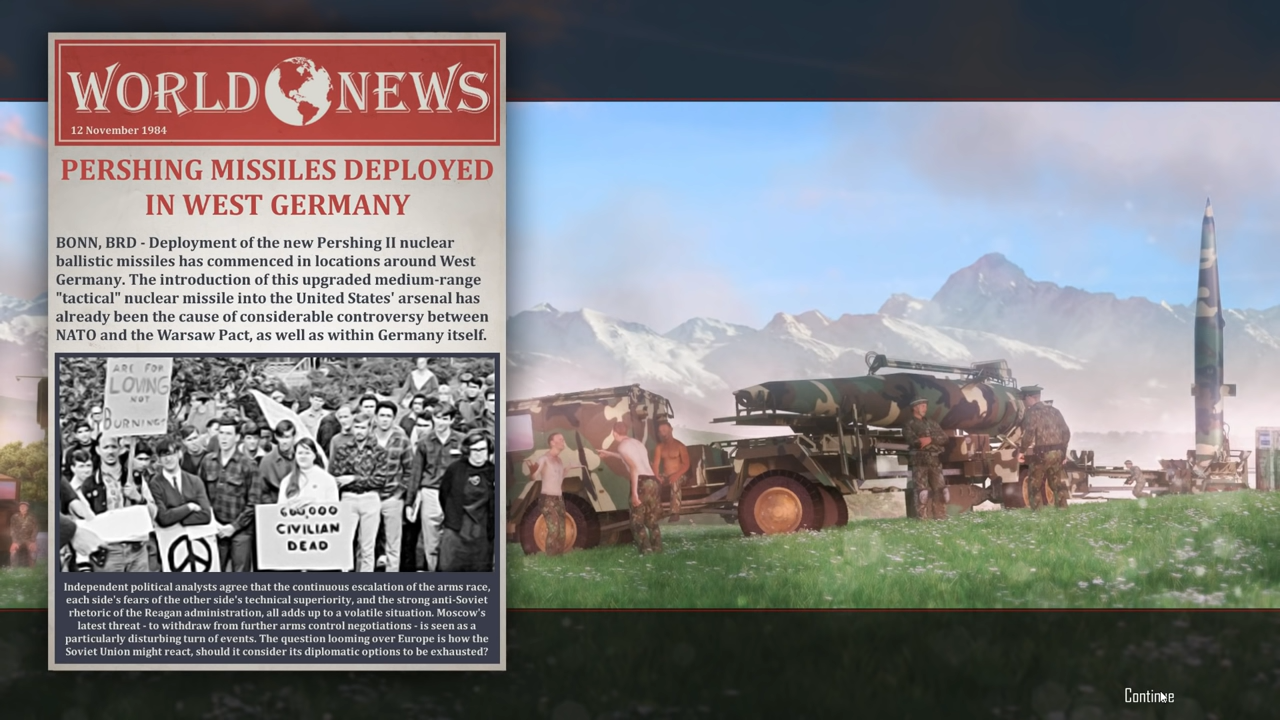 WORLD NEWS
12 November 1984
PERSHING MISSILES DEPLOYED
IN WEST GERMANY
BONN, BRD - Deployment of the new Pershing II nuclear
ballistic missiles has commenced in locations around West
Germany. The introduction of this upgraded medium-range
"tactical" nuclear missile into the United States' arsenal has
already been the cause of considerable controversy between
NATO and the Warsaw Pact, as well as within Germany itself.
ARE FOR
LOVING
NOT
BURNING!
600,000
CIVILIAN
DEAD
Independent political analysts agree that the continuous escalation of the arms race,
each side's fears of the other side's technical superiority, and the strong anti-Soviet
rhetoric of the Reagan administration, all adds up to a volatile situation. Moscow's
latest threat - to withdraw from further arms control negotiations - is seen as a
particularly disturbing turn of events. The question looming over Europe is how the
Soviet Union might react, should it consider its diplomatic options to be exhausted?
Continue